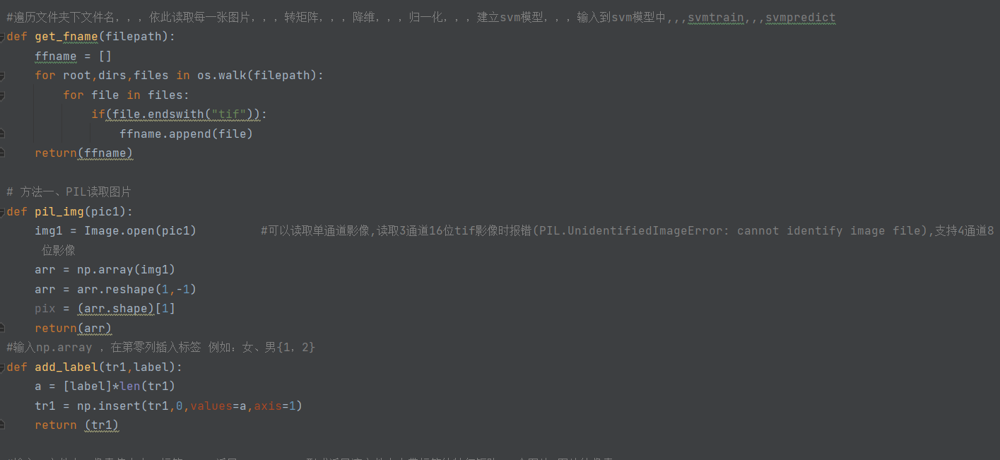 #遍历文件夹下文件名，，，依此读取每一张图片，，，转矩阵，，，降维，，，归一化，，，建立svm模型，，，输入到svm模型中,,,svmtrain,,,svmpredict
def get_fname(filepath):
    ffname = []
    for root,dirs,files in os.walk(filepath):
        for file in files:
            if(file.endswith("tif")):
                ffname.append(file)
    return(ffname)
# 方法一、PIL读取图片
def pil_img(pic1):
    img1 = Image.open(pic1)         #可以读取单通道影像,读取3通道16位tif影像时报错(PIL.UnidentifiedImageError: cannot identify image file),支持4通道8
     位影像
    arr = np.array(img1)
    arr = arr.reshape(1,-1)
    pix = (arr.shape)[1]
    return(arr)
#输入np.array ，在第零列插入标签 例如：女、男{1，2}
def add_label(tr1,label):
    a = [label]*len(tr1)
    tr1 = np.insert(tr1,0,values=a,axis=1)
    return (tr1)